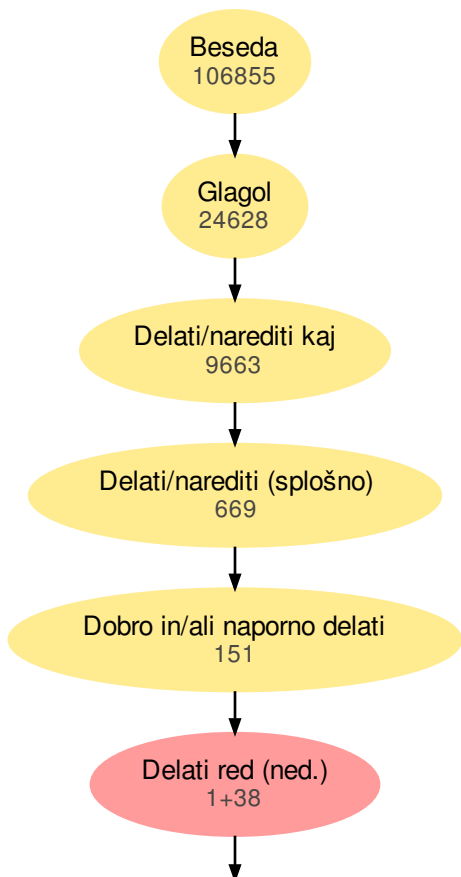 Beseda
106855
Glagol
24628
Delati/narediti kaj
9663
Delati/narediti (splošno)
669
Dobro in/ali naporno delati
151
Delati red (ned.)
1+38